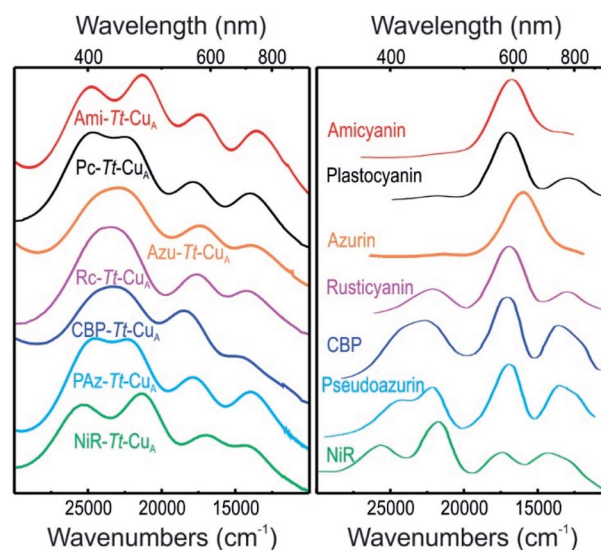 Wavelength (nm)
400 600 800
Ami-Tt-CuA
Pc-Tt-CuA
Azu-Tt-CuA
Rc-Tt-CuA
CBP-Tt-CuA
PAz-Tt-CuA
NiR-Tt-CuA
25000 20000 15000
Wavenumbers (cm⁻¹)
Wavelength (nm)
400 600 800
Amicyanin
Plastocyanin
Azurin
Rusticyanin
CBP
Pseudoazurin
NiR
25000 20000 15000
Wavenumbers (cm⁻¹)